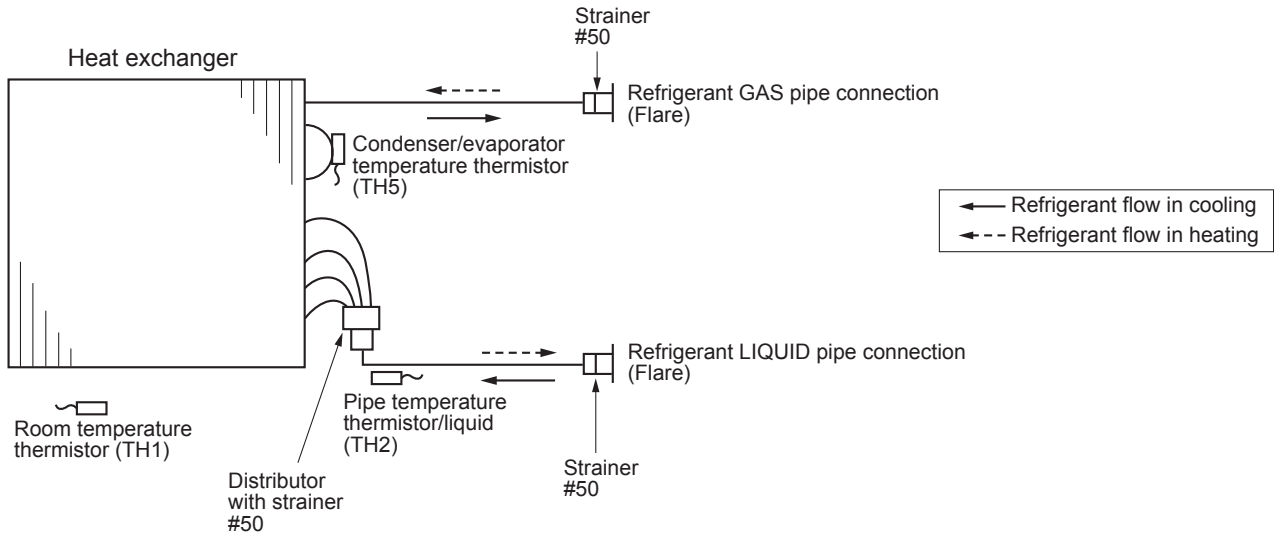 Strainer
#50
Heat exchanger
Refrigerant GAS pipe connection
(Flare)
Condenser/evaporator
temperature thermistor
(TH5)
Refrigerant flow in cooling
Refrigerant flow in heating
Refrigerant LIQUID pipe connection
(Flare)
Pipe temperature
thermistor/liquid
(TH2)
Room temperature
thermistor (TH1)
Distributor
with strainer
#50
Strainer
#50